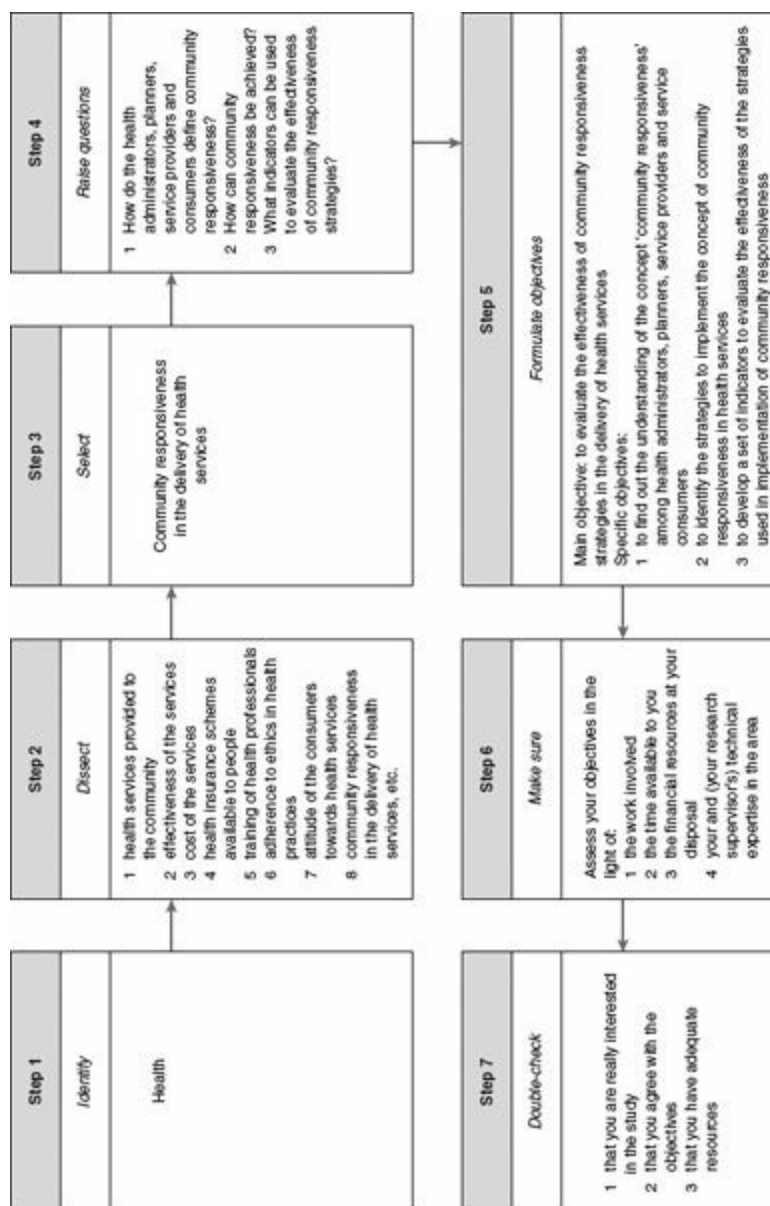 Step 1
Identify
Health
Step 2
Dissect
1 health services provided to
the community
2 effectiveness of the services
3 cost of the services
4 health insurance schemes
available to people
5 training of health professionals
6 adherence to ethics in health
practices
7 attitude of the consumers
towards health services
8 community responsiveness
in the delivery of health
services, etc.
Step 3
Select
Community responsiveness
in the delivery of health
services
Step 4
Raise questions
1 How do the health
administrators, planners,
service providers and
consumers define community
responsiveness?
2 How can community
responsiveness be achieved?
3 What indicators can be used
to evaluate the effectiveness
of community responsiveness
strategies?
Step 5
Formulate objectives
Main objective: to evaluate the effectiveness of community responsiveness
strategies in the delivery of health services
Specific objectives:
1 to find out the understanding of the concept 'community responsiveness'
among health administrators, planners, service providers and service
consumers
2 to identify the strategies to implement the concept of community
responsiveness in health services
3 to develop a set of indicators to evaluate the effectiveness of the strategies
used in implementation of community responsiveness
Step 6
Make sure
Assess your objectives in the
light of:
1 the work involved
2 the time available to you
3 the financial resources at your
disposal
4 your and (your research
supervisor's) technical
expertise in the area
Step 7
Double-check
1 that you are really interested
in the study
2 that you agree with the
objectives
3 that you have adequate
resources